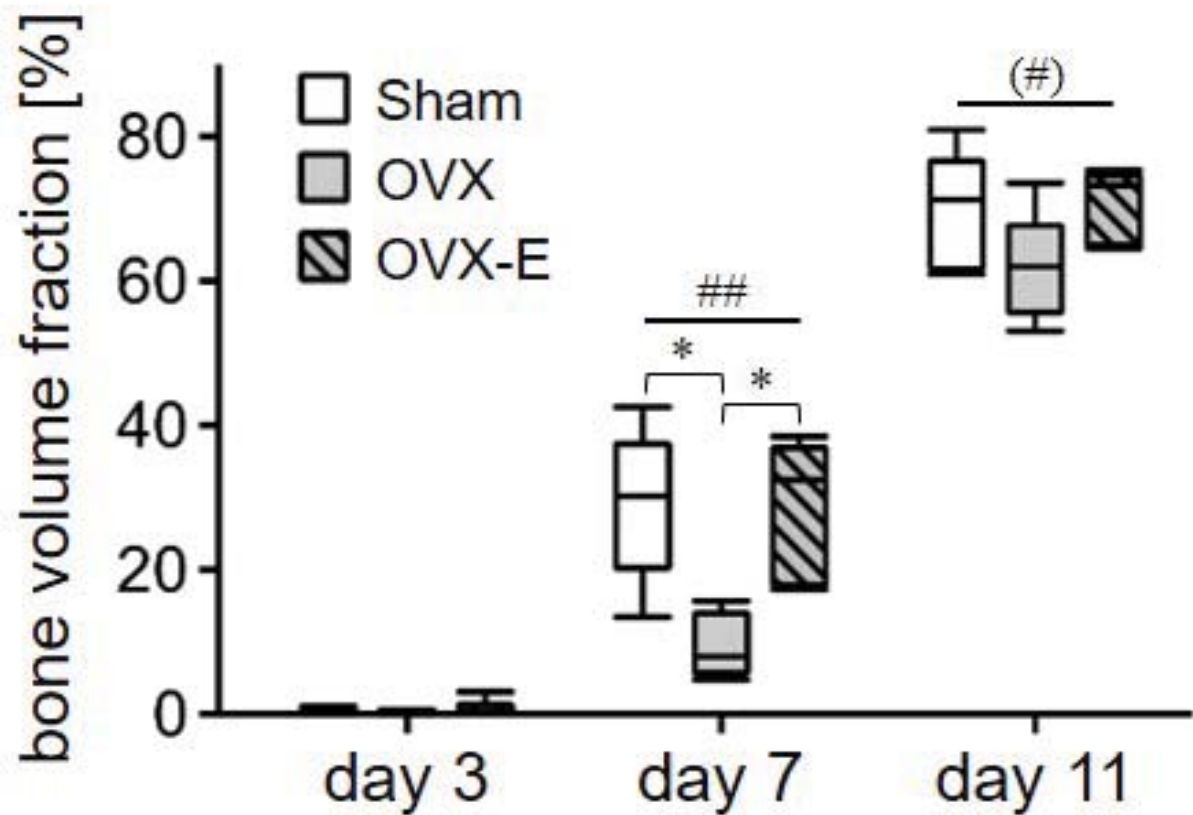 bone volume fraction [%]
80
60
40
20
0
Sham
OVX
OVX-E
##
*
*
(#)
day 3
day 7
day 11